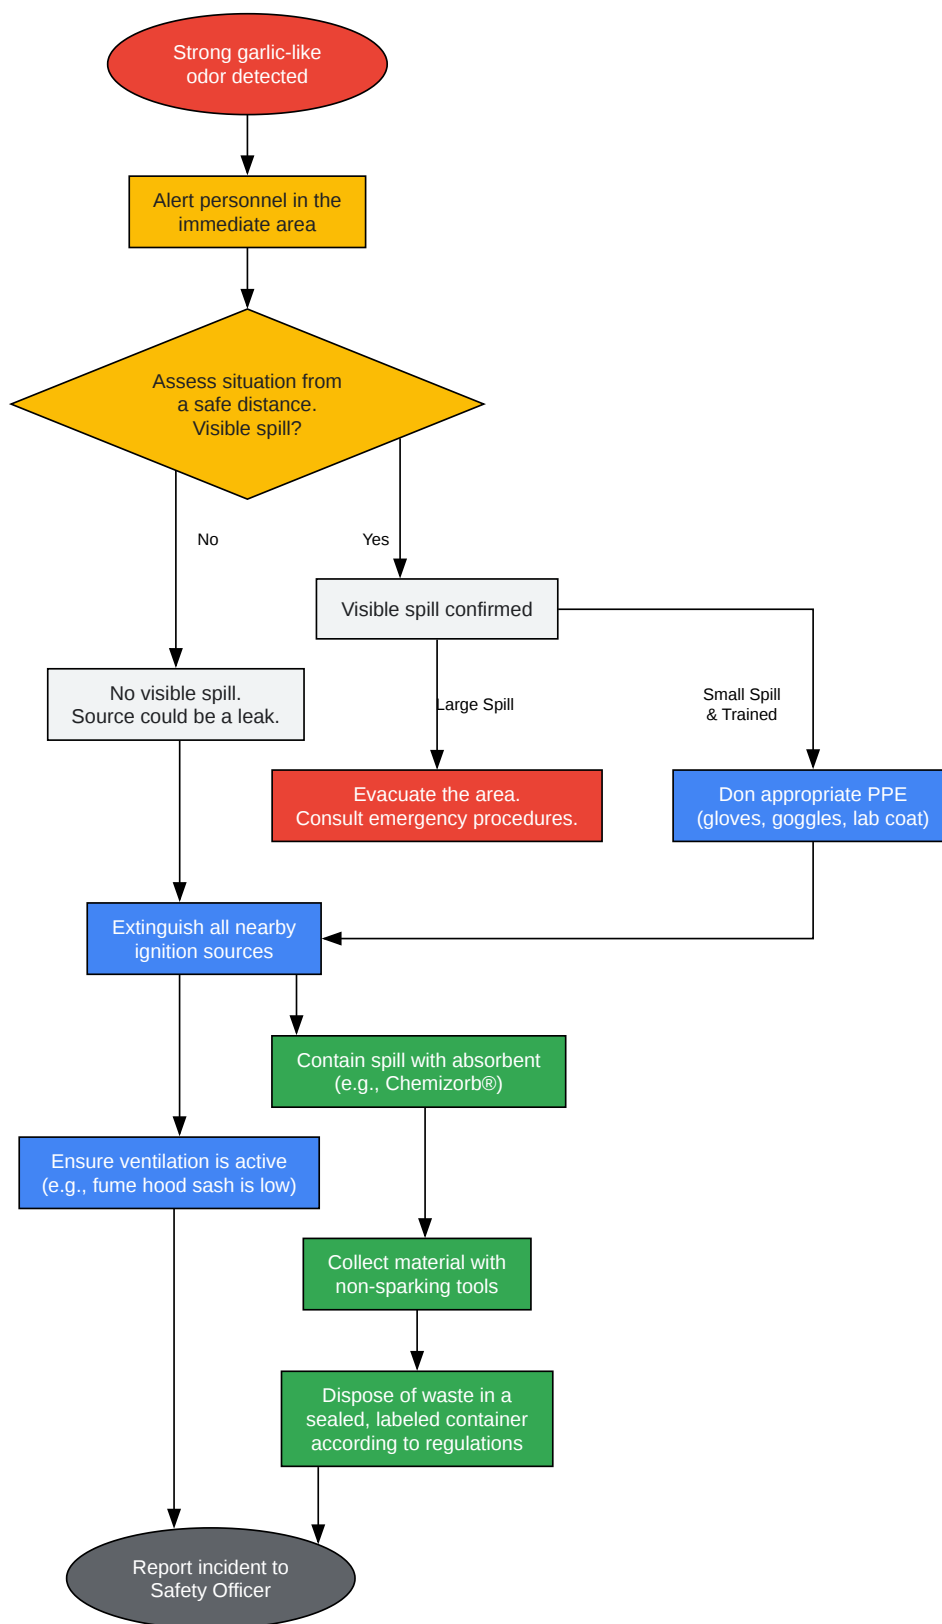 Strong garlic-like
odor detected
Alert personnel in the
immediate area
Assess situation from
a safe distance.
Visible spill?
No
Yes
Visible spill confirmed
No visible spill.
Source could be a leak.
Large Spill
Small Spill
& Trained
Evacuate the area.
Consult emergency procedures.
Don appropriate PPE
(gloves, goggles, lab coat)
Extinguish all nearby
ignition sources
Contain spill with absorbent
(e.g., Chemizorb®)
Ensure ventilation is active
(e.g., fume hood sash is low)
Collect material with
non-sparking tools
Dispose of waste in a
sealed, labeled container
according to regulations
Report incident to
Safety Officer